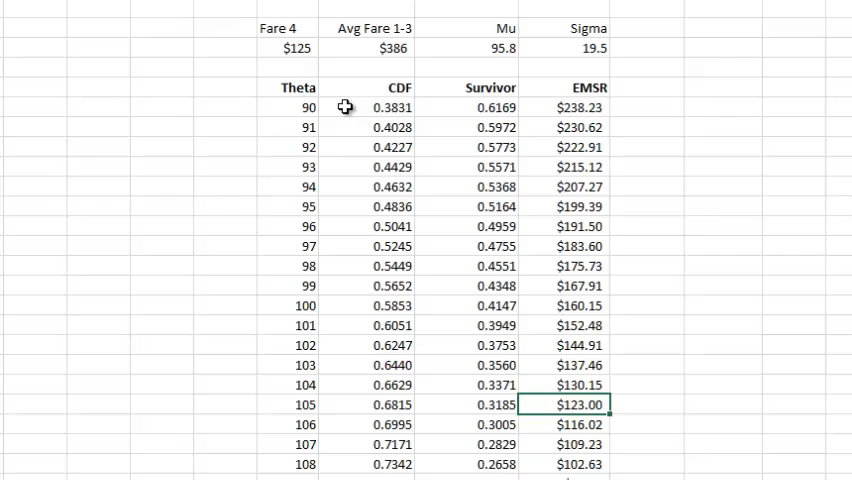 Fare 4 Avg Fare 1-3 Mu Sigma
$125 $386 95.8 19.5
Theta CDF Survivor EMSR
90 0.3831 0.6169 $238.23
91 0.4028 0.5972 $230.62
92 0.4227 0.5773 $222.91
93 0.4429 0.5571 $215.12
94 0.4632 0.5368 $207.27
95 0.4836 0.5164 $199.39
96 0.5041 0.4959 $191.50
97 0.5245 0.4755 $183.60
98 0.5449 0.4551 $175.73
99 0.5652 0.4348 $167.91
100 0.5853 0.4147 $160.15
101 0.6051 0.3949 $152.48
102 0.6247 0.3753 $144.91
103 0.6440 0.3560 $137.46
104 0.6629 0.3371 $130.15
105 0.6815 0.3185 $123.00
106 0.6995 0.3005 $116.02
107 0.7171 0.2829 $109.23
108 0.7342 0.2658 $102.63